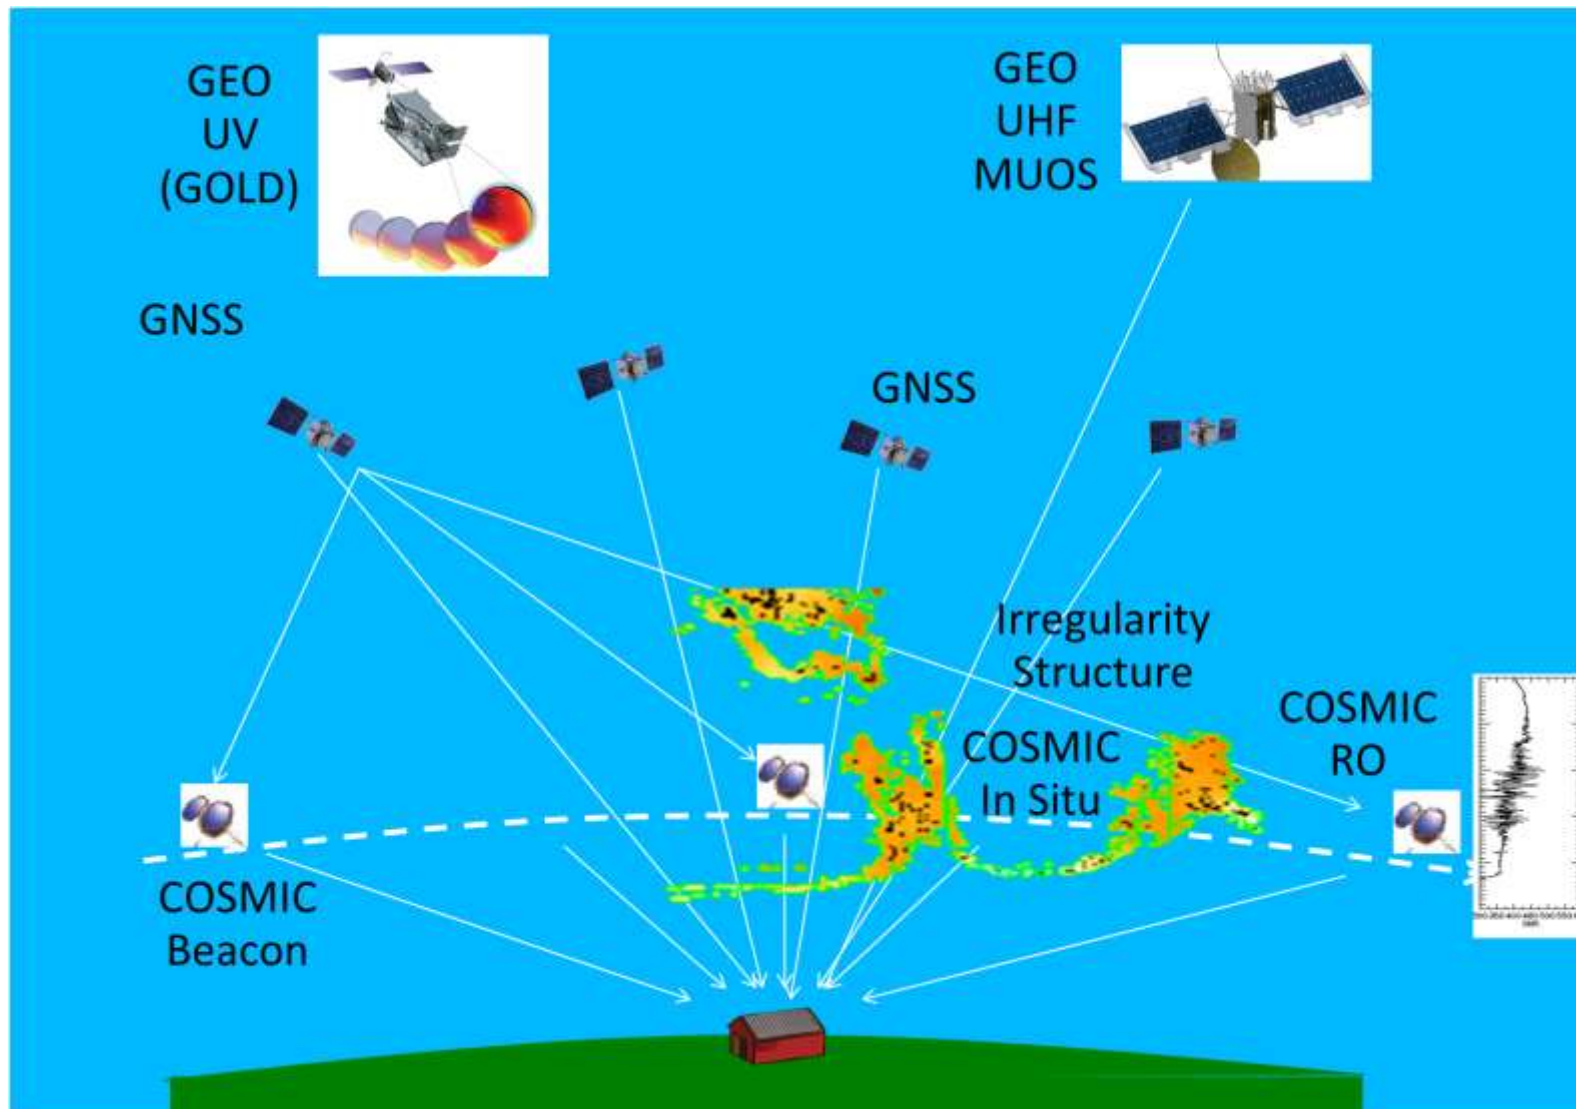 GEO
UV
(GOLD)
GEO
UHF
MUOS
GNSS
GNSS
Irregularity
Structure
COSMIC
In Situ
COSMIC
RO
COSMIC
Beacon